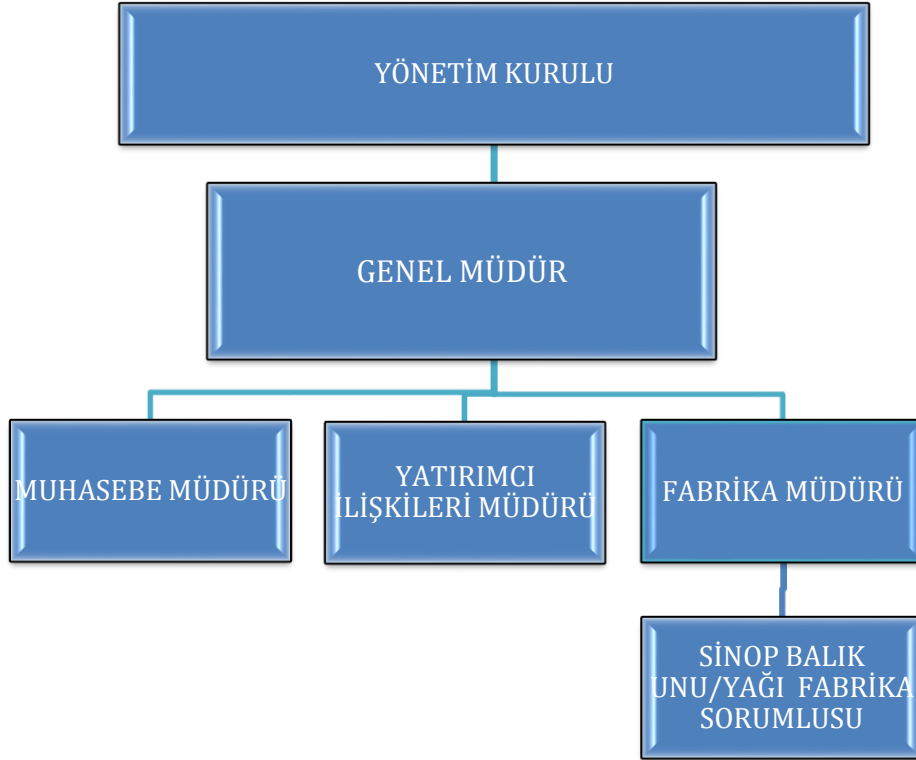 YÖNETİM KURULU
GENEL MÜDÜR
MUHASEBE MÜDÜRÜ
YATIRIMCI
İLİŞKİLERİ MÜDÜRÜ
FABRİKA MÜDÜRÜ
SİNOP BALIK
UNU/YAĞI FABRİKA
SORUMLUSU